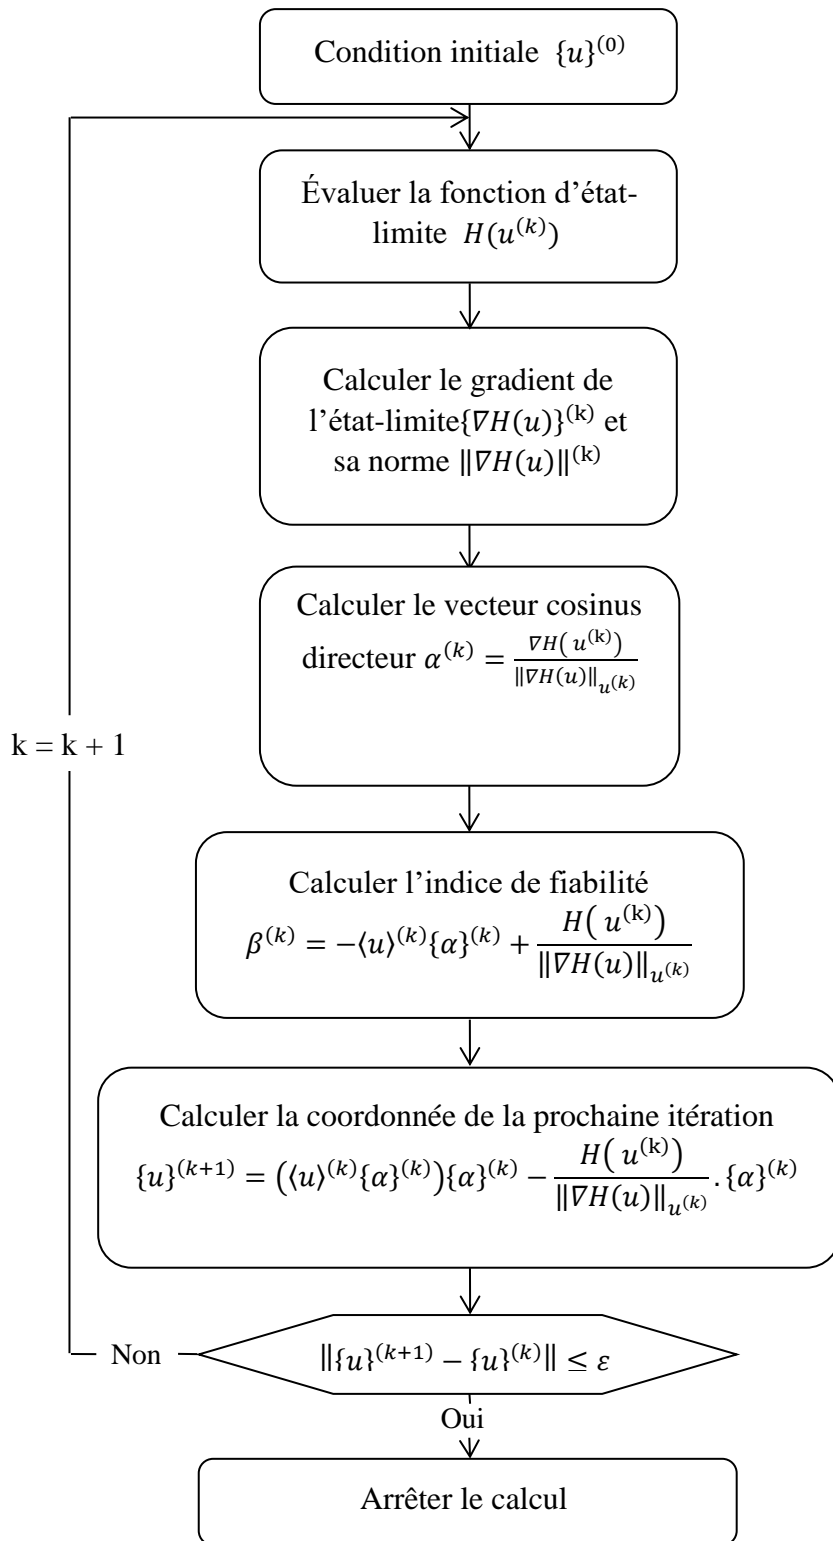 Condition initiale {u}⁽⁰⁾
Évaluer la fonction d’état-
limite H(u⁽ᵏ⁾)
Calculer le gradient de
l’état-limite{∇H(u)}⁽ᵏ⁾ et
sa norme ‖∇H(u)‖⁽ᵏ⁾
Calculer le vecteur cosinus
directeur α⁽ᵏ⁾ = ∇H( u⁽ᵏ⁾) / ‖∇H(u)‖_u⁽ᵏ⁾
k = k + 1
Calculer l’indice de fiabilité
β⁽ᵏ⁾ = −⟨u⟩⁽ᵏ⁾{α}⁽ᵏ⁾ + H( u⁽ᵏ⁾) / ‖∇H(u)‖_u⁽ᵏ⁾
Calculer la coordonnée de la prochaine itération
{u}⁽ᵏ⁺¹⁾ = (⟨u⟩⁽ᵏ⁾{α}⁽ᵏ⁾){α}⁽ᵏ⁾ − H( u⁽ᵏ⁾) / ‖∇H(u)‖_u⁽ᵏ⁾ . {α}⁽ᵏ⁾
Non
‖{u}⁽ᵏ⁺¹⁾ − {u}⁽ᵏ⁾‖ ≤ ε
Oui
Arrêter le calcul